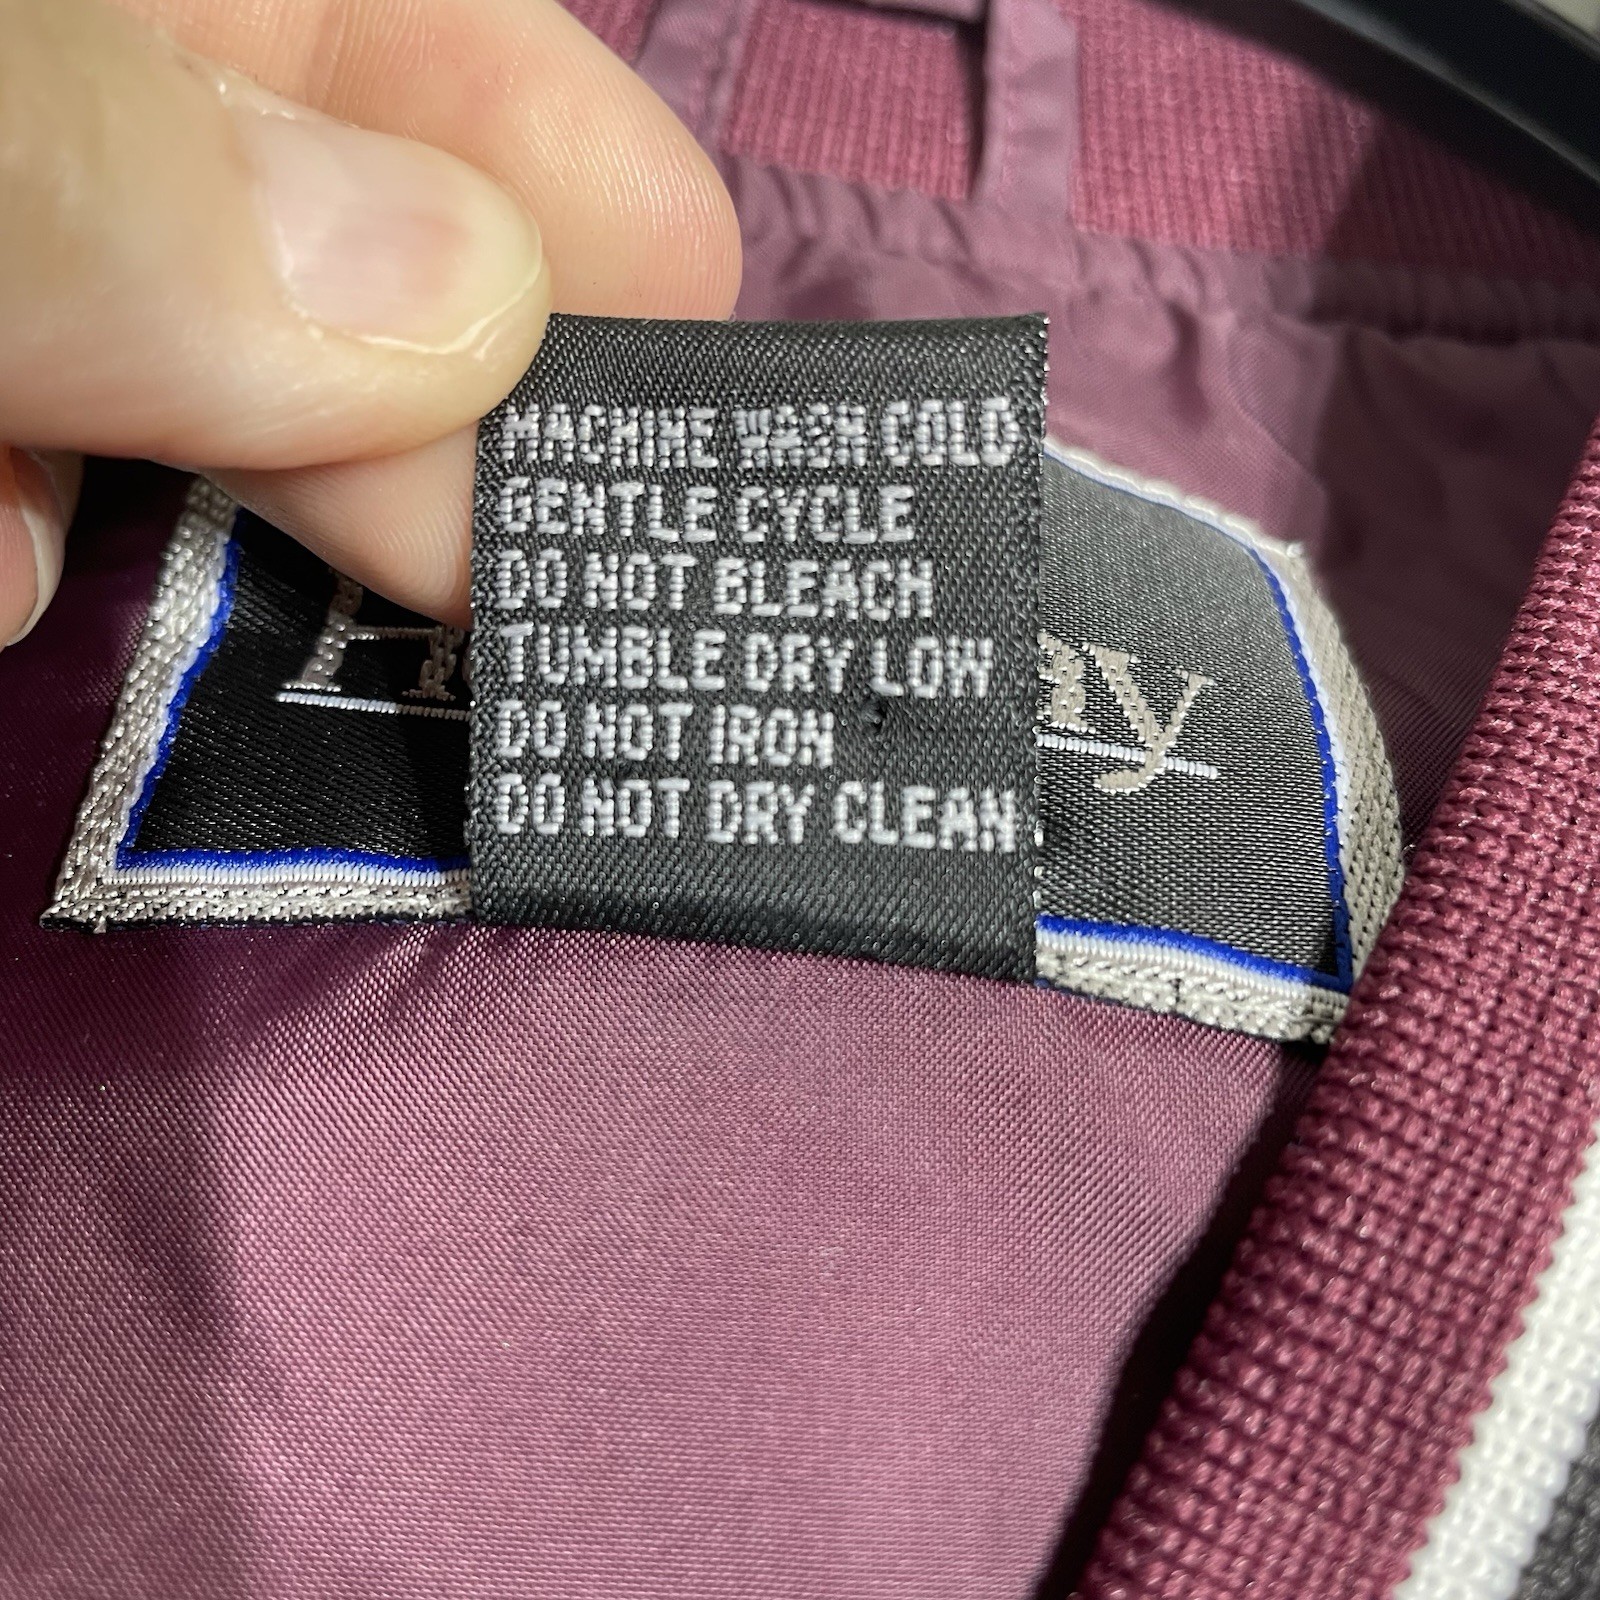 MACHINE WASH COLD
GENTLE CYCLE
DO NOT BLEACH
TUMBLE DRY LOW
DO NOT IRON
DO NOT DRY CLEAN